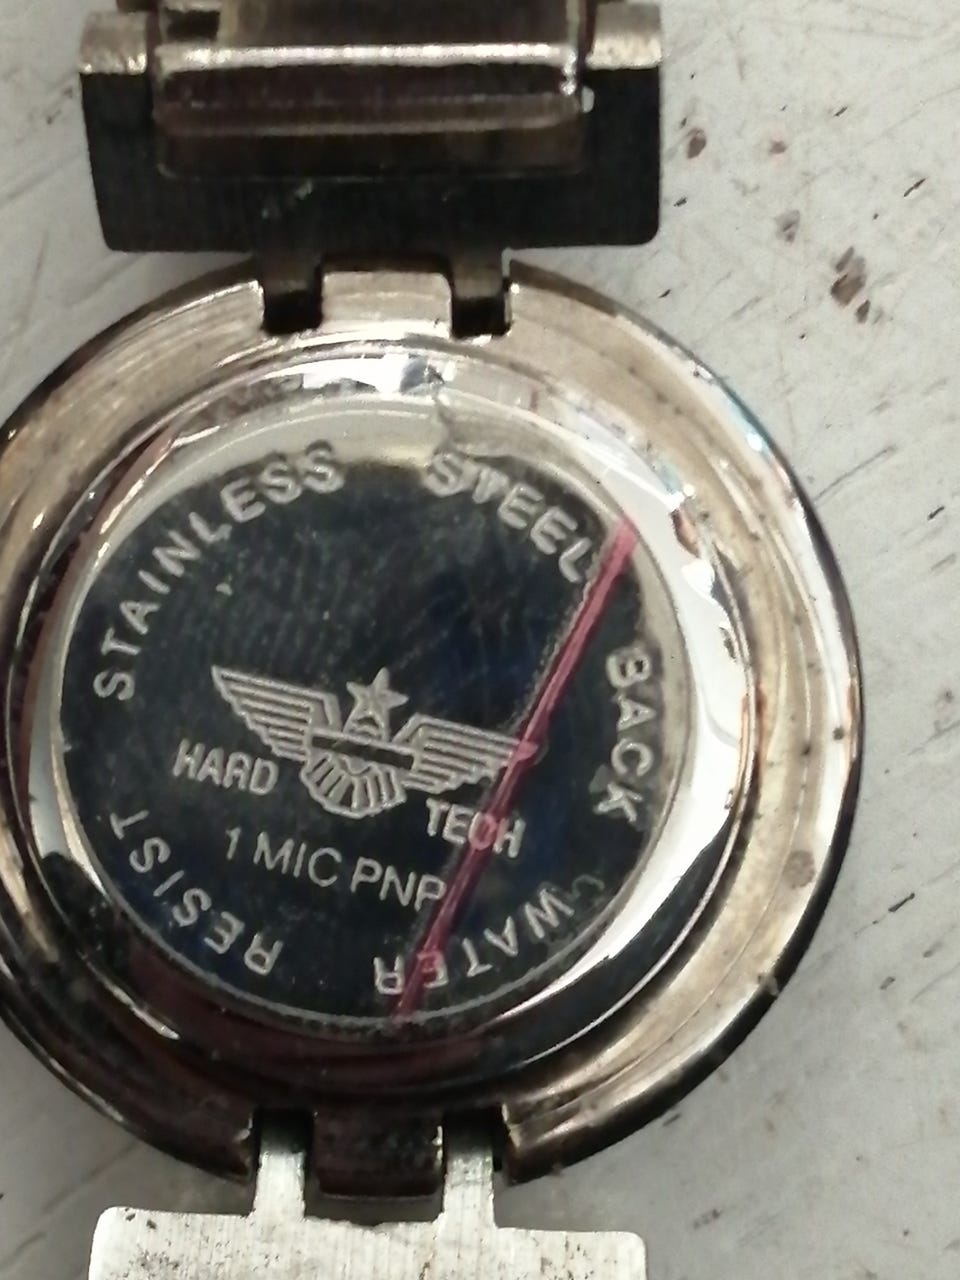 STAINLESS STEEL BACK
HARD TECH
1 MIC PNP
WATER RESIST